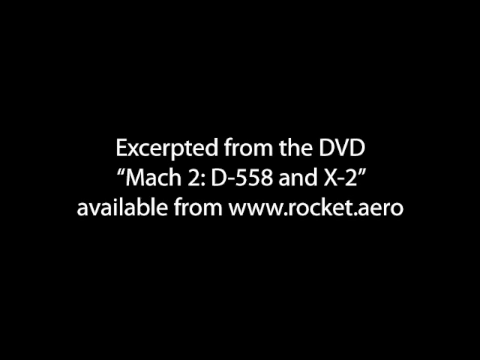 Excerpted from the DVD
“Mach 2: D-558 and X-2”
available from www.rocket.aero